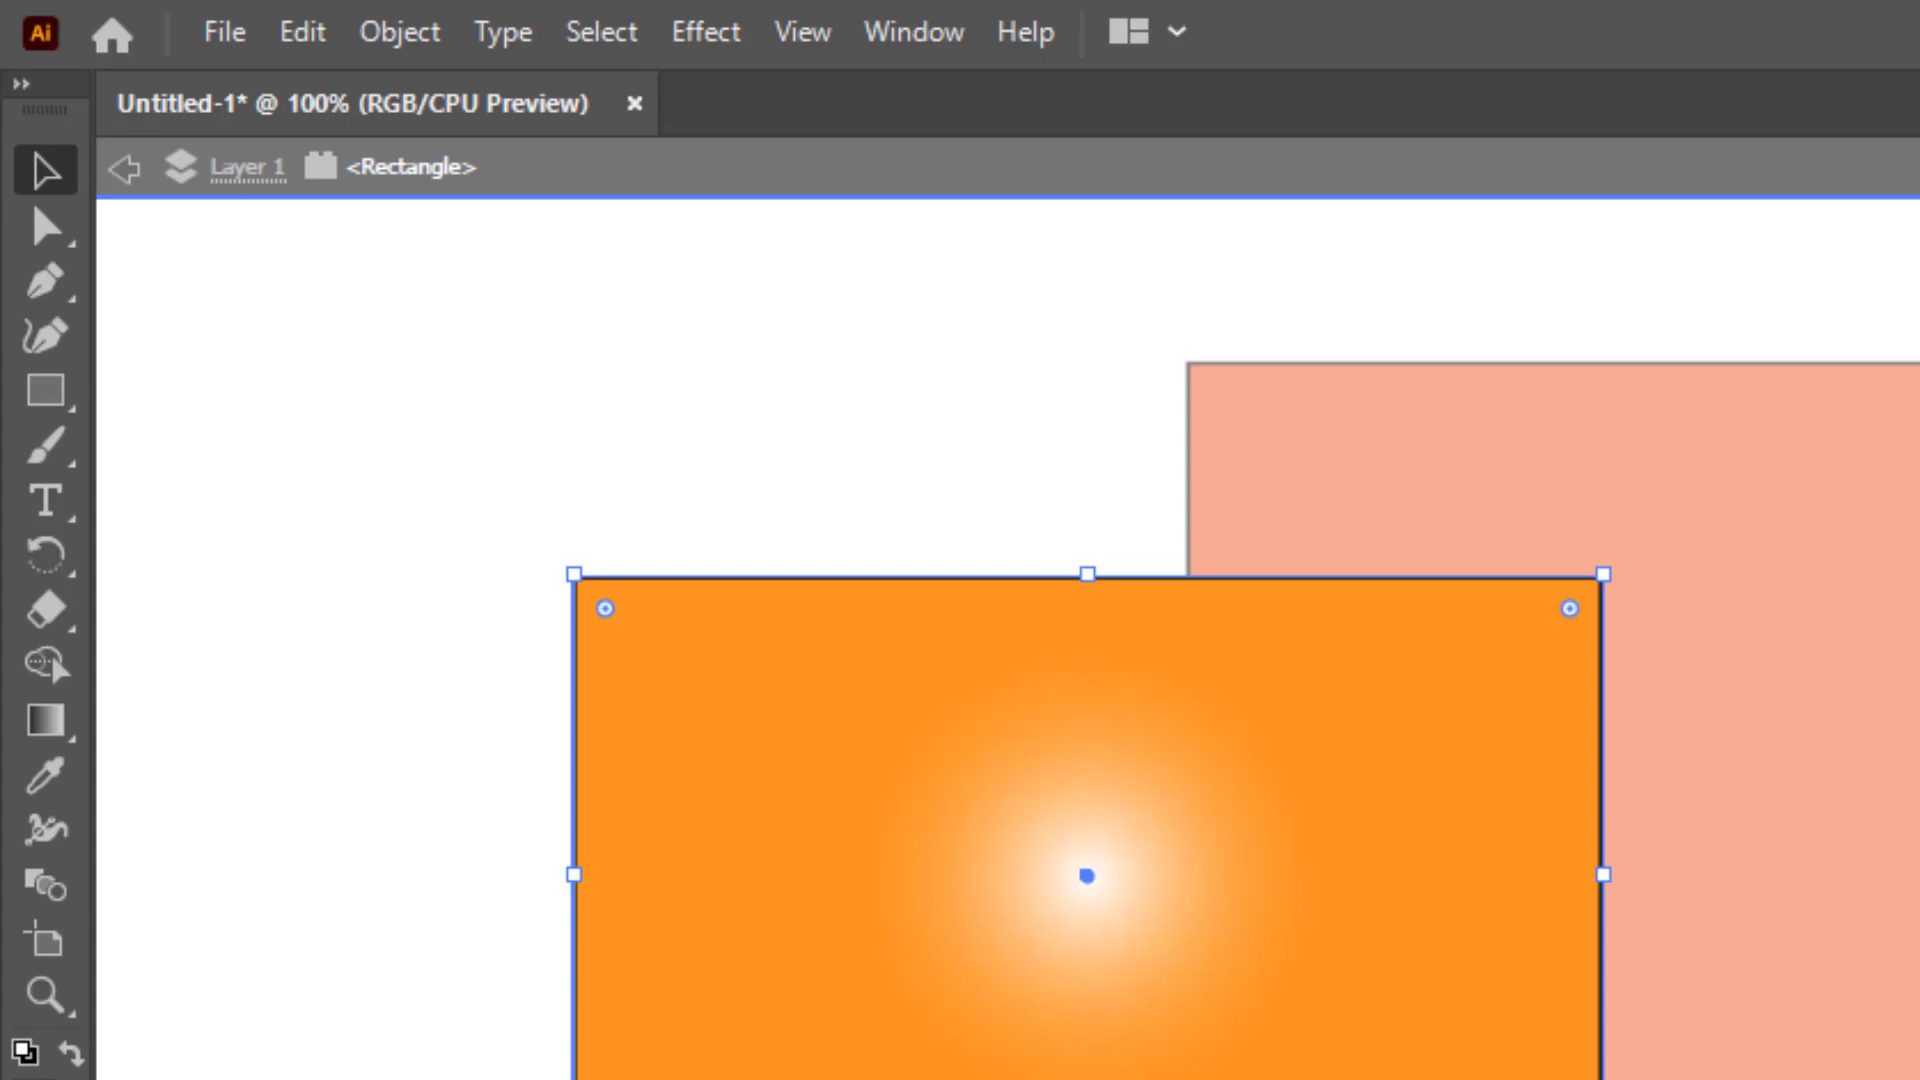 Ai File Edit Object Type Select Effect View Window Help
Untitled-1* @ 100% (RGB/CPU Preview) ×
Layer 1 <Rectangle>